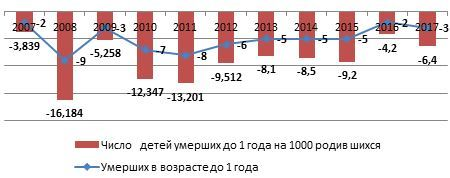 2007 -2 2008 2009 -3 2010 2011 2012 2013 2014 2015 2016 -2 2017 -3
-5 -5 -5
-3,839 -5,258 -7 -6 -4,2
-9 -8 -6,4
-9,512 -8,1 -8,5 -9,2
-12,347 -13,201
-16,184
Число детей умерших до 1 года на 1000 родив шихся
Умерших в возрасте до 1 года